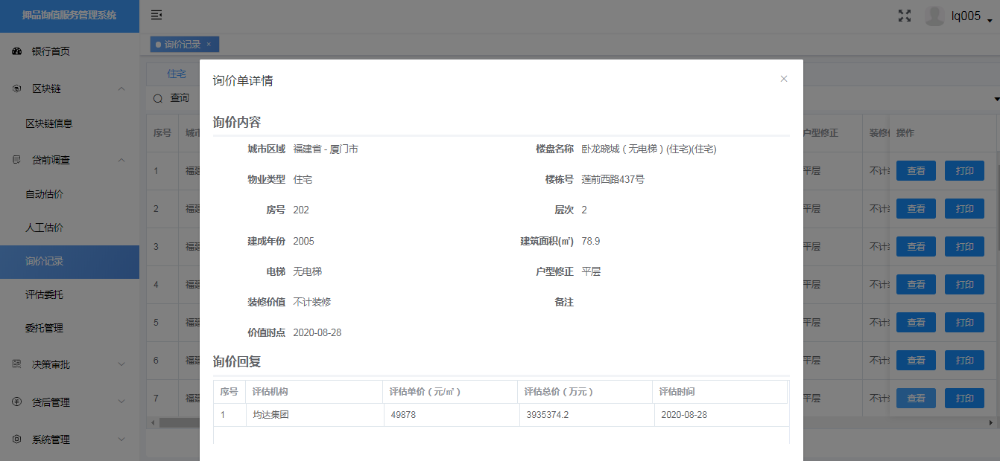 押品询值服务管理系统
lq005
银行首页
询价记录 ×
区块链
区块链信息
贷前调查
自动估价
人工估价
询价记录
评估委托
委托管理
决策审批
贷后管理
系统管理
住宅
查询
序号 城市 户型修正 装修价 操作
1 福建 平层 不计装 查看 打印
2 福建 平层 不计装 查看 打印
3 福建 平层 不计装 查看 打印
4 福建 平层 不计装 查看 打印
5 福建 平层 不计装 查看 打印
6 福建 平层 不计装 查看 打印
7 福建 平层 不计装 查看 打印
询价单详情 ×
询价内容
城市区域 福建省 - 厦门市 楼盘名称 卧龙晓城（无电梯）(住宅)(住宅)
物业类型 住宅 楼栋号 莲前西路437号
房号 202 层次 2
建成年份 2005 建筑面积(㎡) 78.9
电梯 无电梯 户型修正 平层
装修价值 不计装修 备注
价值时点 2020-08-28
询价回复
序号 评估机构 评估单价（元/㎡） 评估总价（万元） 评估时间
1 均达集团 49878 3935374.2 2020-08-28